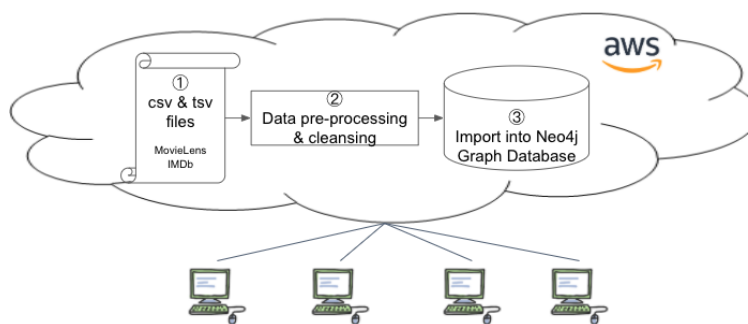 aws
①
csv & tsv
files
MovieLens
IMDb
②
Data pre-processing
& cleansing
③
Import into Neo4j
Graph Database